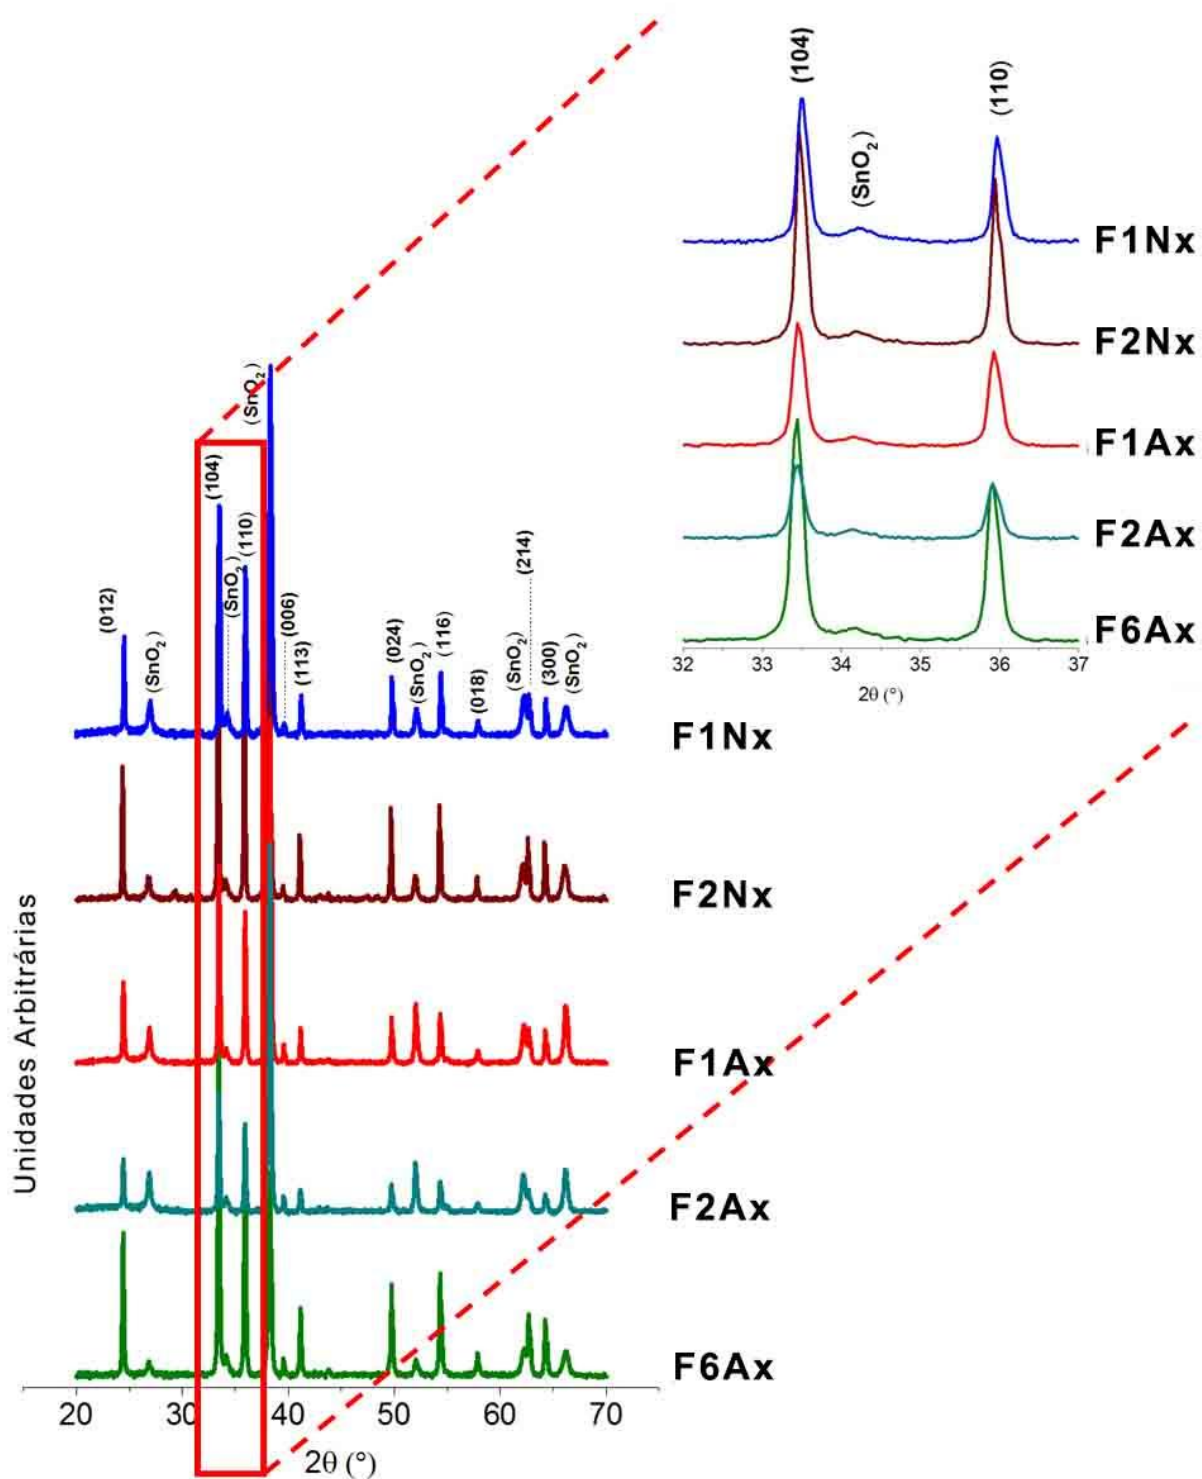 (104)
(SnO2)
(110)
F1Nx
F2Nx
F1Ax
F2Ax
F6Ax
32 33 34 35 36 37
2θ (°)
(012)
(SnO2)
(104)
(SnO2)
(110)
(SnO2)
(006)
(113)
(024)
(SnO2)
(116)
(018)
(SnO2)
(214)
(300)
(SnO2)
F1Nx
F2Nx
F1Ax
F2Ax
F6Ax
Unidades Arbitrárias
20 30 40 50 60 70
2θ (°)